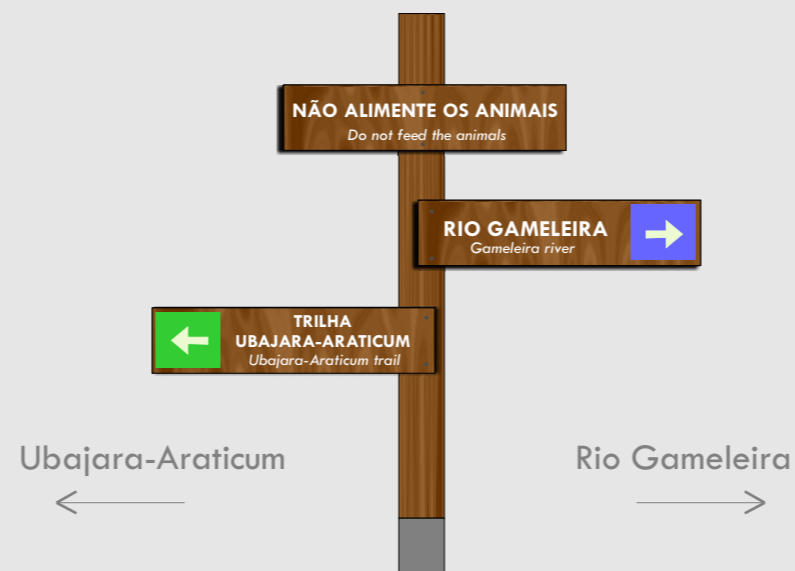 NÃO ALIMENTE OS ANIMAIS
Do not feed the animals
RIO GAMELEIRA
Gameleira river
TRILHA
UBAJARA-ARATICUM
Ubajara-Araticum trail
Ubajara-Araticum
Rio Gameleira